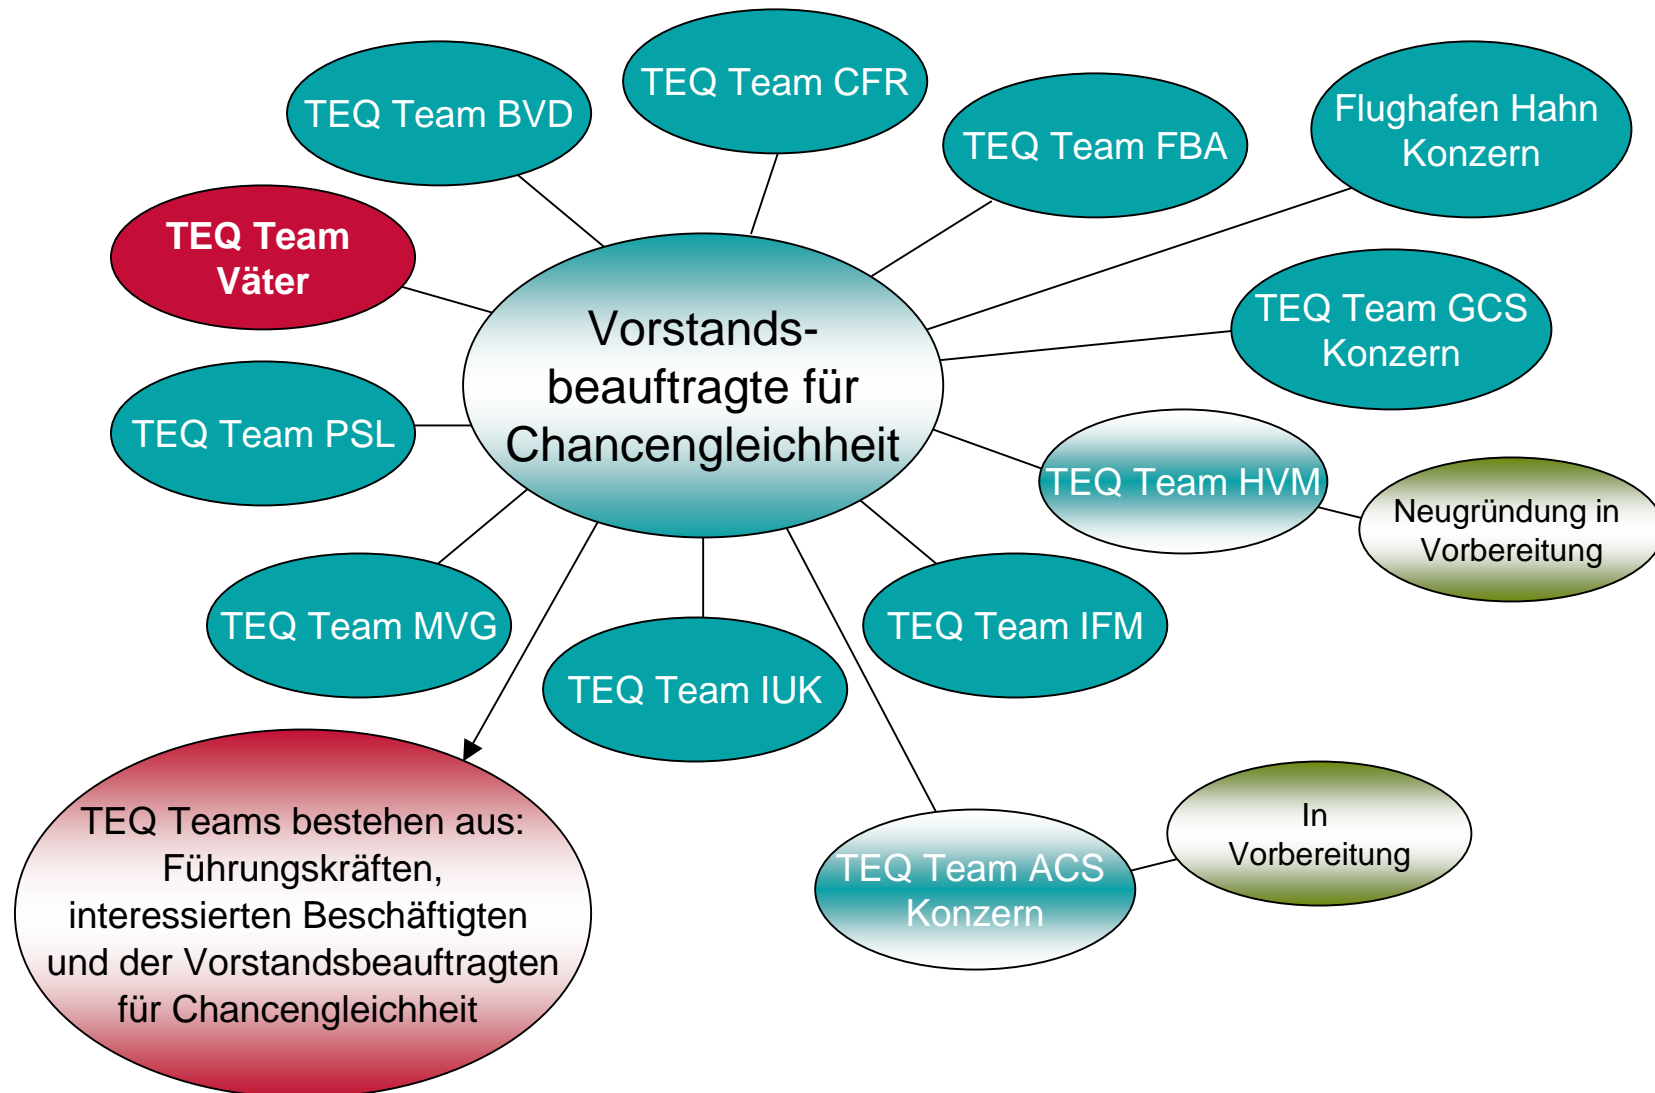 TEQ Team CFR
TEQ Team BVD
Flughafen Hahn
Konzern
TEQ Team FBA
TEQ Team
Väter
TEQ Team GCS
Konzern
Vorstands-
beauftragte für
Chancengleichheit
TEQ Team PSL
TEQ Team HVM
Neugründung in
Vorbereitung
TEQ Team MVG
TEQ Team IFM
TEQ Team IUK
TEQ Teams bestehen aus:
Führungskräften,
interessierten Beschäftigten
und der Vorstandsbeauftragten
für Chancengleichheit
In
Vorbereitung
TEQ Team ACS
Konzern